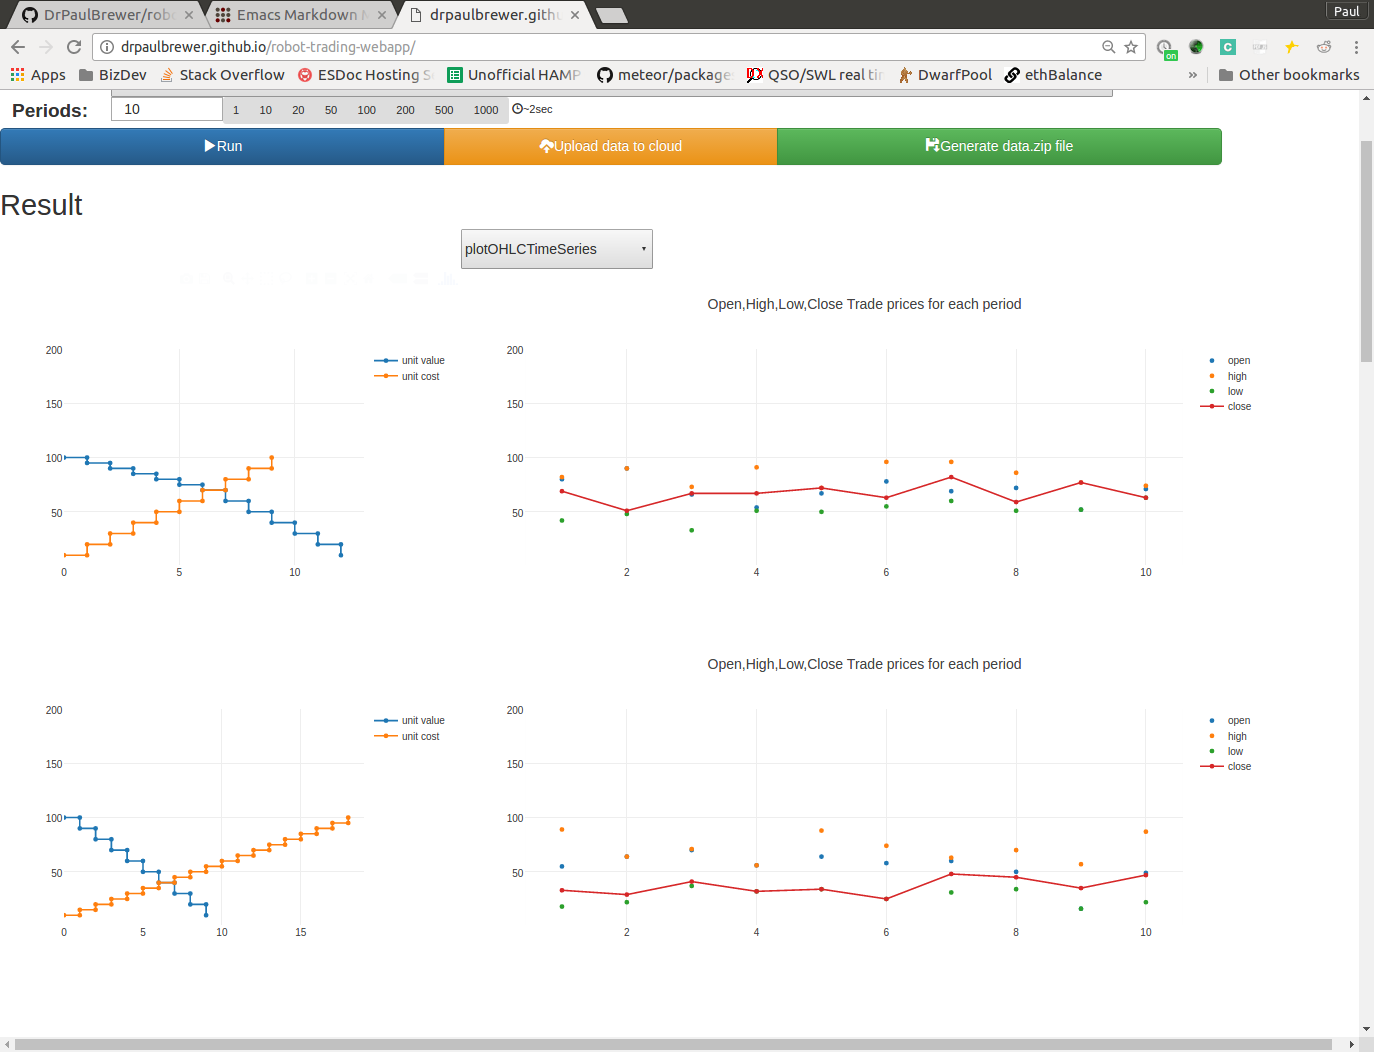 DrPaulBrewer/rob
Emacs Markdown
drpaulbrewer.gith
Paul
drpaulbrewer.github.io/robot-trading-webapp/
on
Apps
BizDev
Stack Overflow
ESDoc Hosting S
Unofficial HAMP
meteor/package
QSO/SWL real ti
DwarfPool
ethBalance
»
Other bookmarks
Periods:
10
1 10 20 50 100 200 500 1000
~2sec
Run
Upload data to cloud
Generate data.zip file
Result
plotOHLCTimeSeries
Open,High,Low,Close Trade prices for each period
200
150
100
50
0 5 10
unit value
unit cost
200
150
100
50
2 4 6 8 10
open
high
low
close
Open,High,Low,Close Trade prices for each period
200
150
100
50
0 5 10 15
unit value
unit cost
200
150
100
50
2 4 6 8 10
open
high
low
close